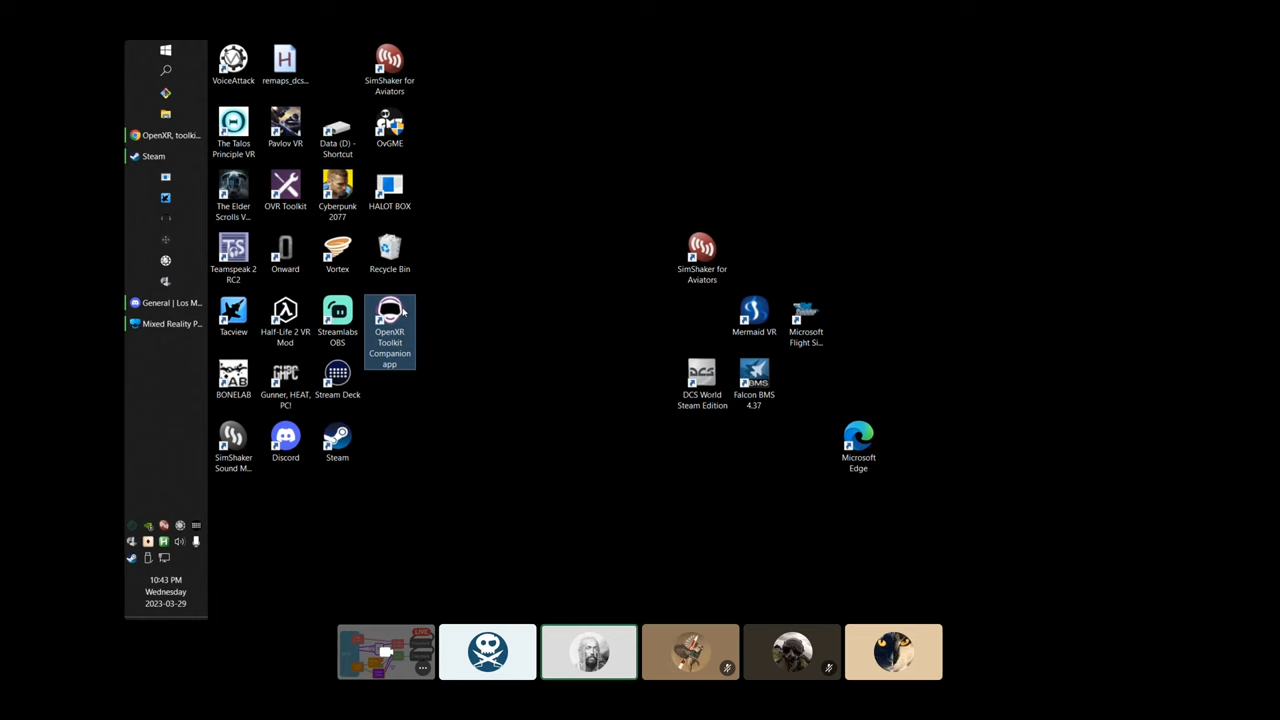 OpenXR, toolki...
Steam
General | Los M...
Mixed Reality P...
10:43 PM
Wednesday
2023-03-29
VoiceAttack
remaps_dcs...
SimShaker for
Aviators
The Talos
Principle VR
Pavlov VR
Data (D) -
Shortcut
OvGME
The Elder
Scrolls V...
OVR Toolkit
Cyberpunk
2077
HALOT BOX
Teamspeak 2
RC2
Onward
Vortex
Recycle Bin
Tacview
Half-Life 2 VR
Mod
Streamlabs
OBS
OpenXR
Toolkit
Companion
app
BONELAB
Gunner, HEAT,
PC!
Stream Deck
SimShaker
Sound M...
Discord
Steam
SimShaker for
Aviators
Mermaid VR
Microsoft
Flight Si...
DCS World
Steam Edition
Falcon BMS
4.37
Microsoft
Edge
LIVE